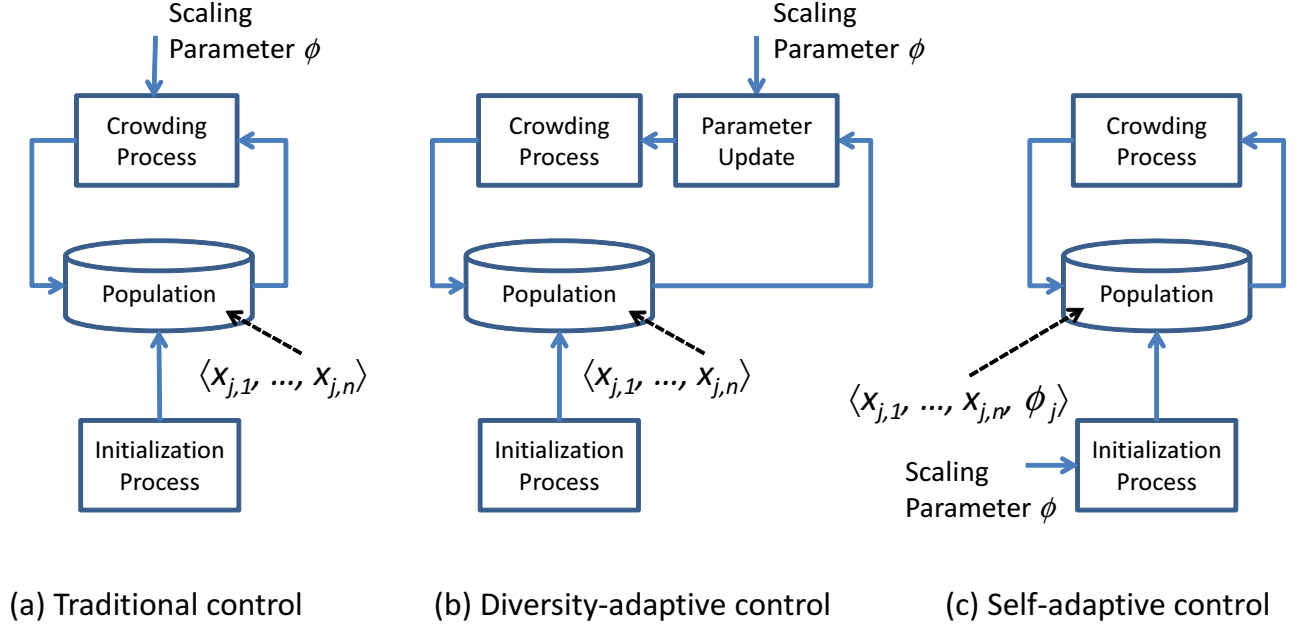 Scaling
Parameter ϕ
Crowding
Process
Population
⟨x_{j,1}, ..., x_{j,n}⟩
Initialization
Process
(a) Traditional control
Scaling
Parameter ϕ
Crowding
Process
Parameter
Update
Population
⟨x_{j,1}, ..., x_{j,n}⟩
Initialization
Process
(b) Diversity-adaptive control
Crowding
Process
Population
⟨x_{j,1}, ..., x_{j,n}, ϕ_j⟩
Scaling
Parameter ϕ
Initialization
Process
(c) Self-adaptive control